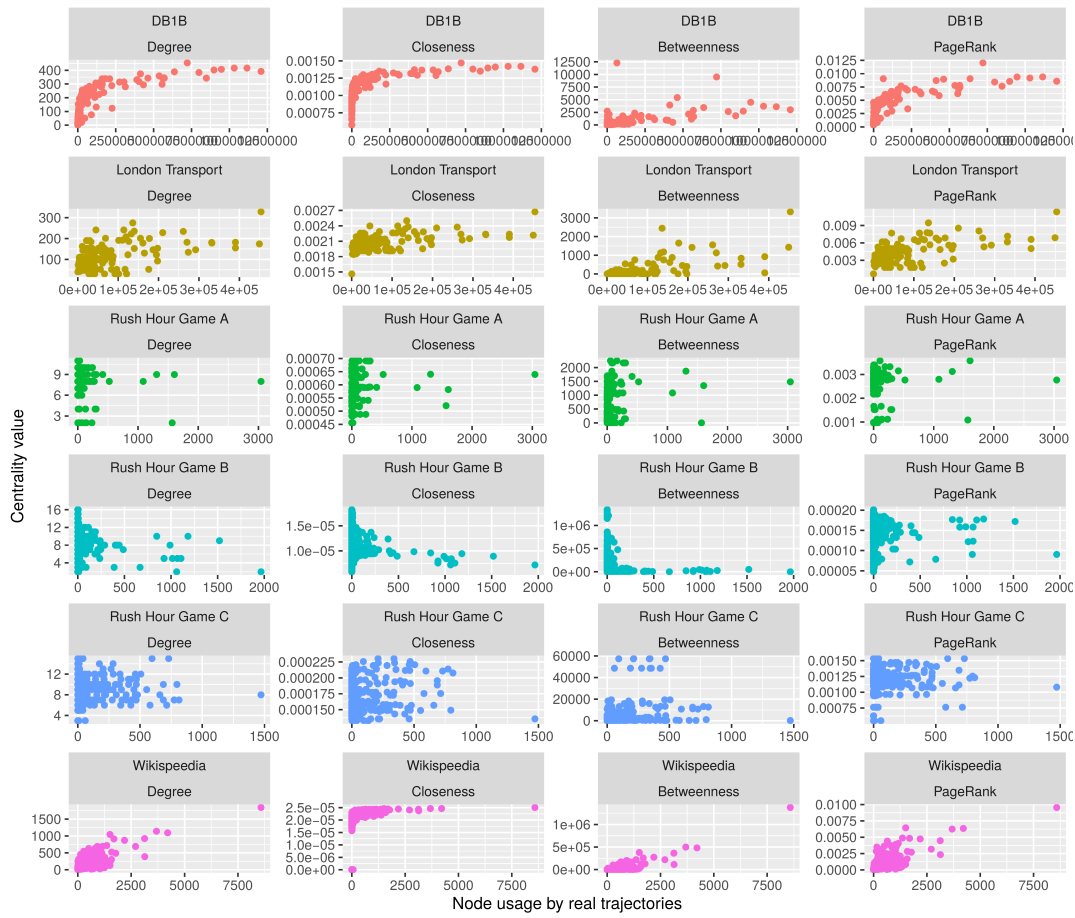 Centrality value
DB1B
Degree
400
300
200
100
0
0
DB1B
Closeness
0.00150
0.00125
0.00100
0.00075
0
DB1B
Betweenness
12500
10000
7500
5000
2500
0
0
DB1B
PageRank
0.0125
0.0100
0.0075
0.0050
0.0025
0.0000
0
London Transport
Degree
300
200
100
0e+00 1e+05 2e+05 3e+05 4e+05
London Transport
Closeness
0.0027
0.0024
0.0021
0.0018
0.0015
0e+00 1e+05 2e+05 3e+05 4e+05
London Transport
Betweenness
3000
2000
1000
0
0e+00 1e+05 2e+05 3e+05 4e+05
London Transport
PageRank
0.009
0.006
0.003
0e+00 1e+05 2e+05 3e+05 4e+05
Rush Hour Game A
Degree
9
6
3
0 1000 2000 3000
Rush Hour Game A
Closeness
0.00070
0.00065
0.00060
0.00055
0.00050
0.00045
0 1000 2000 3000
Rush Hour Game A
Betweenness
2000
1500
1000
500
0
0 1000 2000 3000
Rush Hour Game A
PageRank
0.003
0.002
0.001
0 1000 2000 3000
Rush Hour Game B
Degree
16
12
8
4
0 500 1000 1500 2000
Rush Hour Game B
Closeness
1.5e−05
1.0e−05
0 500 1000 1500 2000
Rush Hour Game B
Betweenness
1e+06
5e+05
0e+00
0 500 1000 1500 2000
Rush Hour Game B
PageRank
0.00020
0.00015
0.00010
0.00005
0 500 1000 1500 2000
Rush Hour Game C
Degree
12
8
4
0 500 1000 1500
Rush Hour Game C
Closeness
0.000225
0.000200
0.000175
0.000150
0 500 1000 1500
Rush Hour Game C
Betweenness
60000
40000
20000
0
0 500 1000 1500
Rush Hour Game C
PageRank
0.00150
0.00125
0.00100
0.00075
0 500 1000 1500
Wikispeedia
Degree
1500
1000
500
0
0 2500 5000 7500
Wikispeedia
Closeness
2.5e−05
2.0e−05
1.5e−05
1.0e−05
5.0e−06
0.0e+00
0 2500 5000 7500
Wikispeedia
Betweenness
1e+06
5e+05
0e+00
0 2500 5000 7500
Wikispeedia
PageRank
0.0100
0.0075
0.0050
0.0025
0.0000
0 2500 5000 7500
Node usage by real trajectories